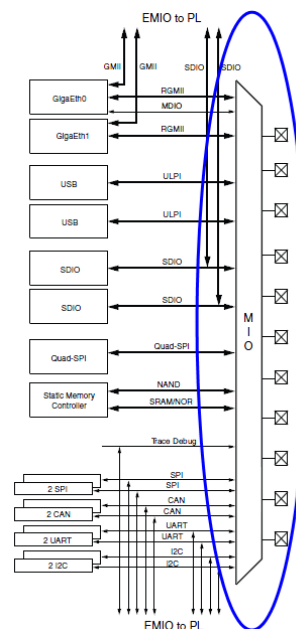 EMIO to PL
GMII GMII SDIO SDIO
GigaEth0 RGMII
MDIO
GigaEth1 RGMII
USB ULPI
USB ULPI
SDIO SDIO
SDIO SDIO
M
I
O
Quad-SPI Quad-SPI
Static Memory
Controller
NAND
SRAM/NOR
Trace Debug
SPI
2 SPI SPI
CAN
2 CAN CAN
UART
2 UART UART
I2C
2 I2C I2C
EMIO to PL